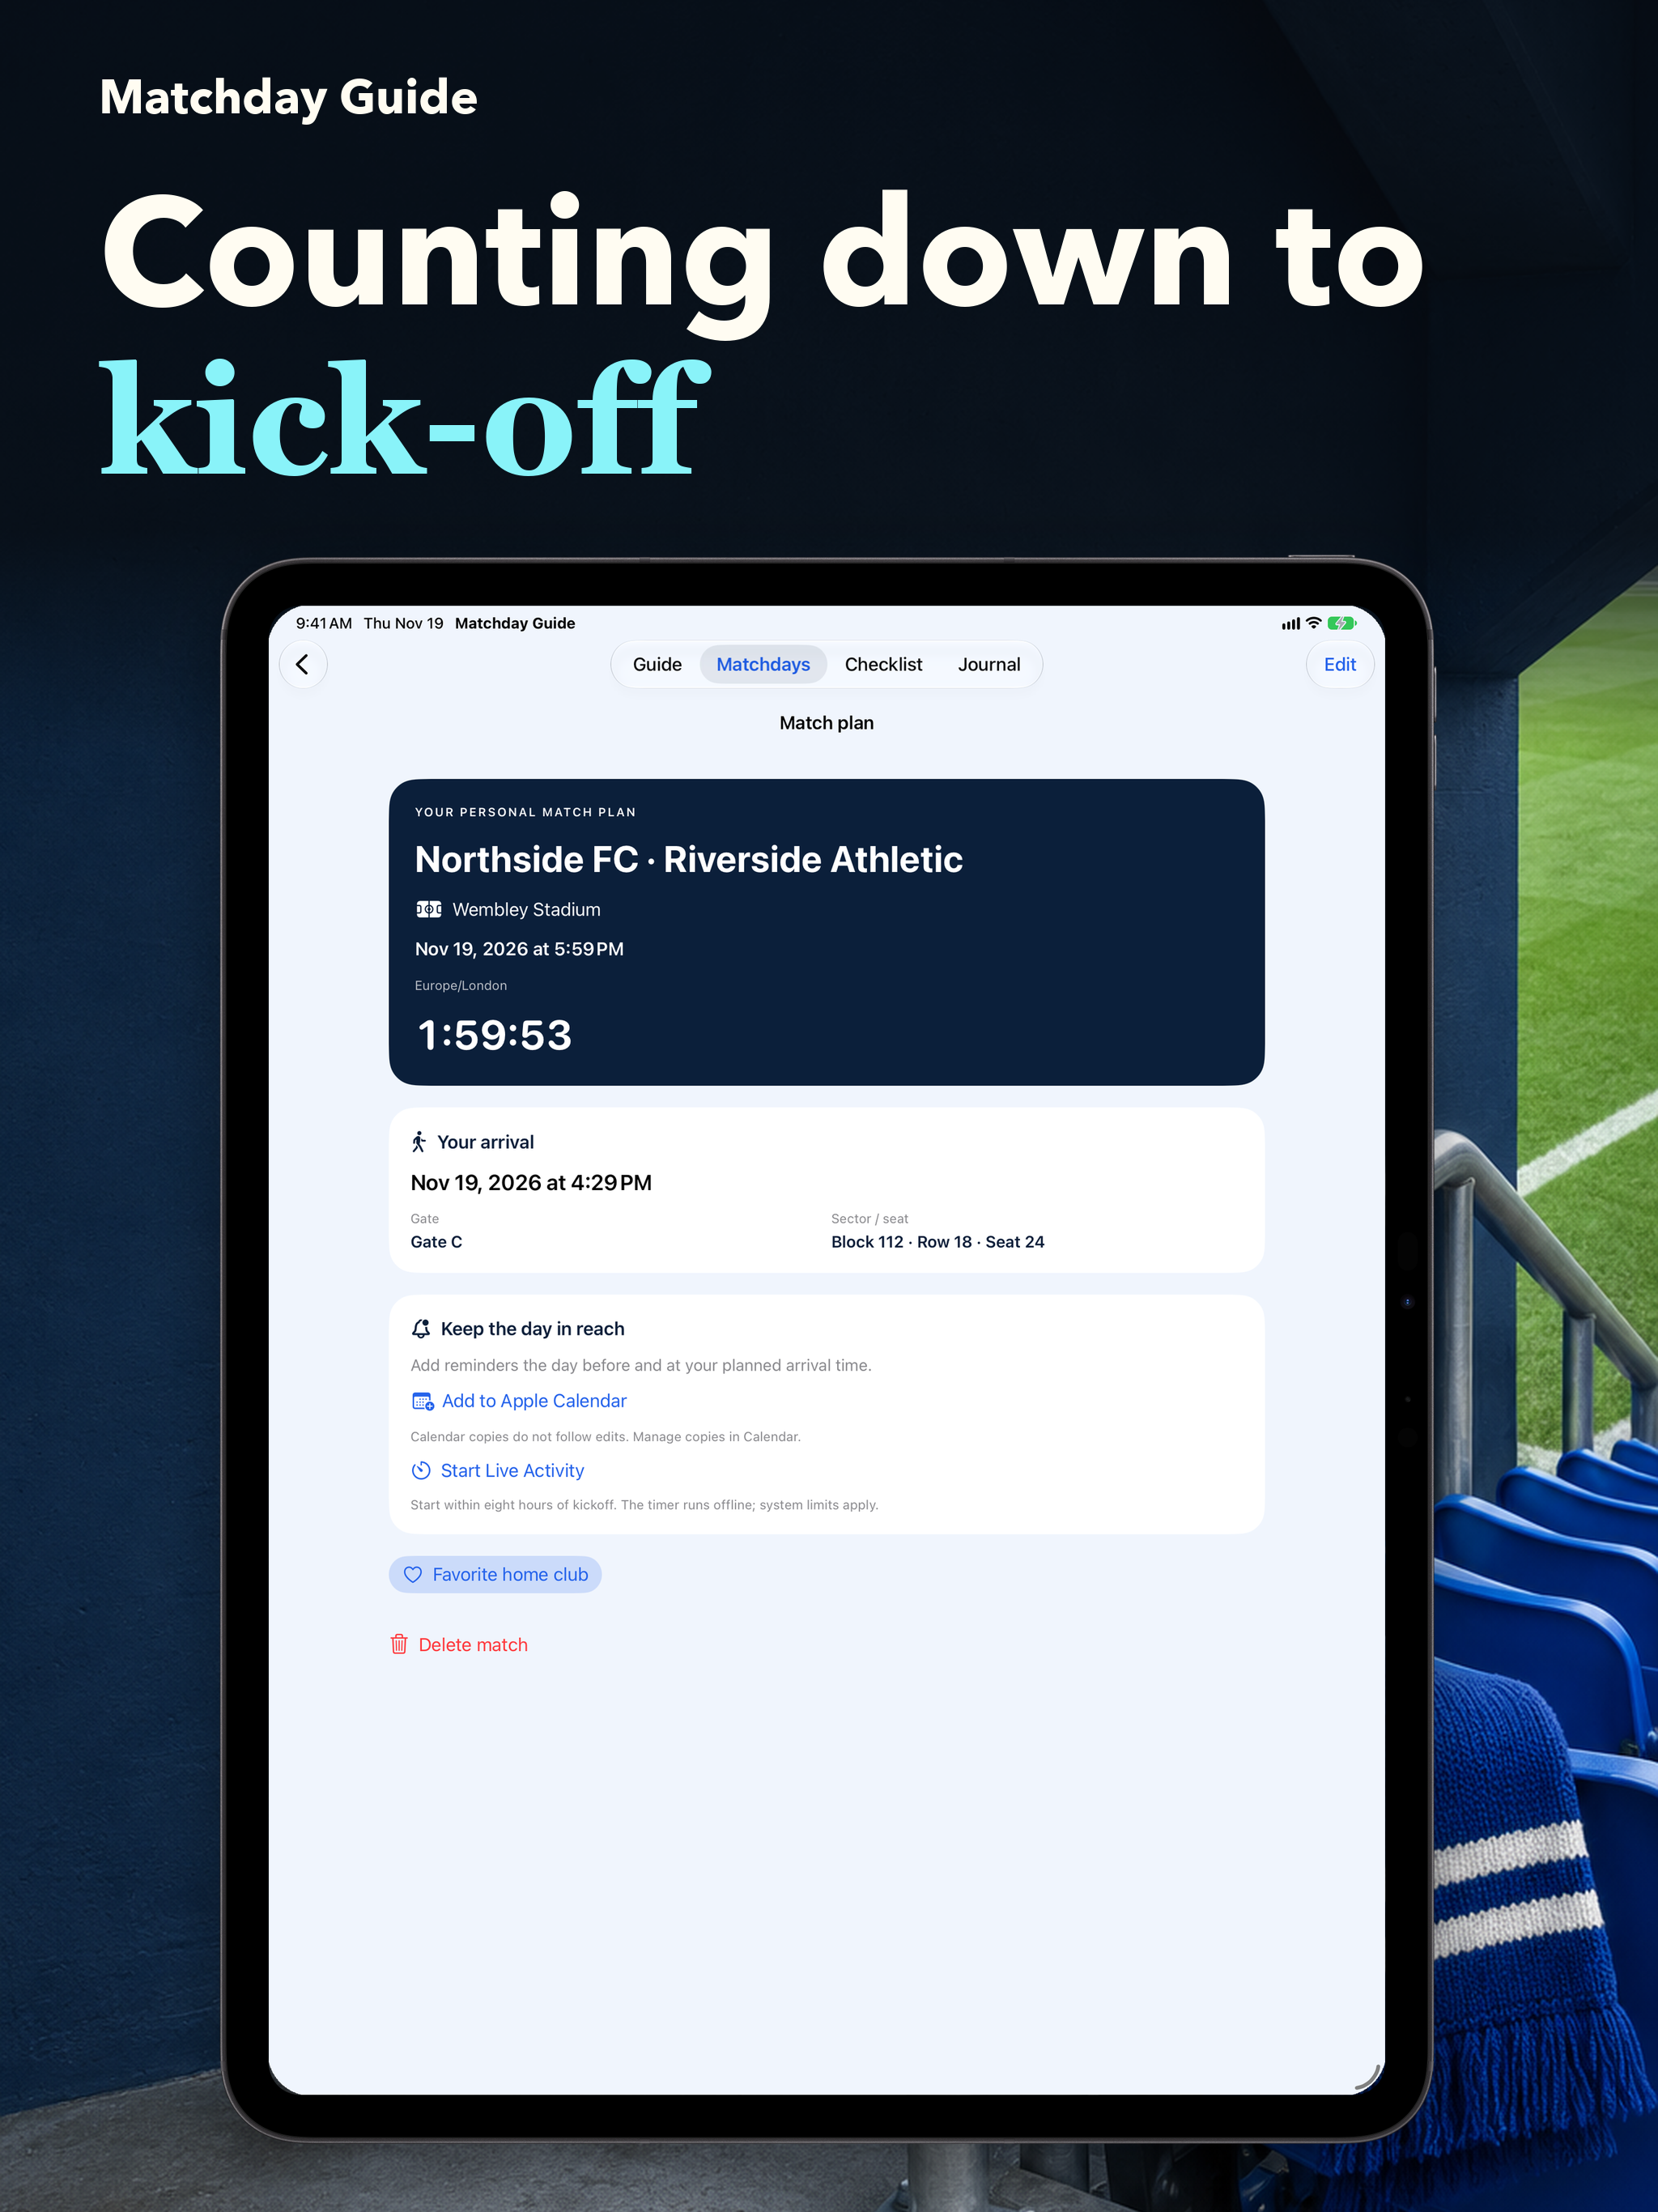 Matchday Guide
Counting down to
kick-off
9:41 AM Thu Nov 19 Matchday Guide
Guide Matchdays Checklist Journal Edit
Match plan
YOUR PERSONAL MATCH PLAN
Northside FC · Riverside Athletic
Wembley Stadium
Nov 19, 2026 at 5:59 PM
Europe/London
1:59:53
Your arrival
Nov 19, 2026 at 4:29 PM
Gate Sector / seat
Gate C Block 112 · Row 18 · Seat 24
Keep the day in reach
Add reminders the day before and at your planned arrival time.
Add to Apple Calendar
Calendar copies do not follow edits. Manage copies in Calendar.
Start Live Activity
Start within eight hours of kickoff. The timer runs offline; system limits apply.
Favorite home club
Delete match